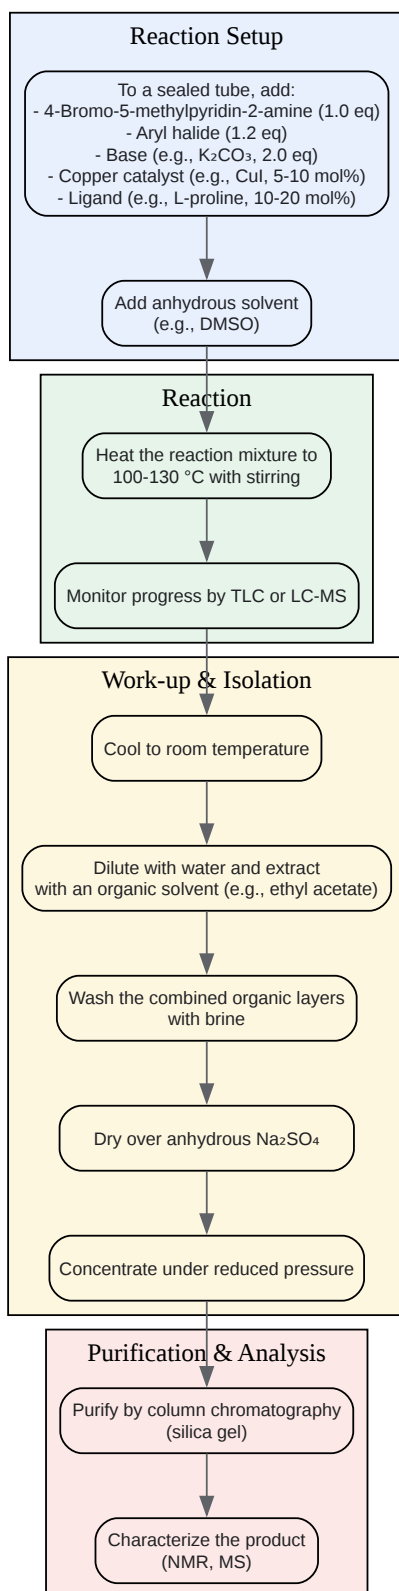 Reaction Setup
To a sealed tube, add:
- 4-Bromo-5-methylpyridin-2-amine (1.0 eq)
- Aryl halide (1.2 eq)
- Base (e.g., K₂CO₃, 2.0 eq)
- Copper catalyst (e.g., CuI, 5-10 mol%)
- Ligand (e.g., L-proline, 10-20 mol%)
Add anhydrous solvent
(e.g., DMSO)
Reaction
Heat the reaction mixture to
100-130 °C with stirring
Monitor progress by TLC or LC-MS
Work-up & Isolation
Cool to room temperature
Dilute with water and extract
with an organic solvent (e.g., ethyl acetate)
Wash the combined organic layers
with brine
Dry over anhydrous Na₂SO₄
Concentrate under reduced pressure
Purification & Analysis
Purify by column chromatography
(silica gel)
Characterize the product
(NMR, MS)